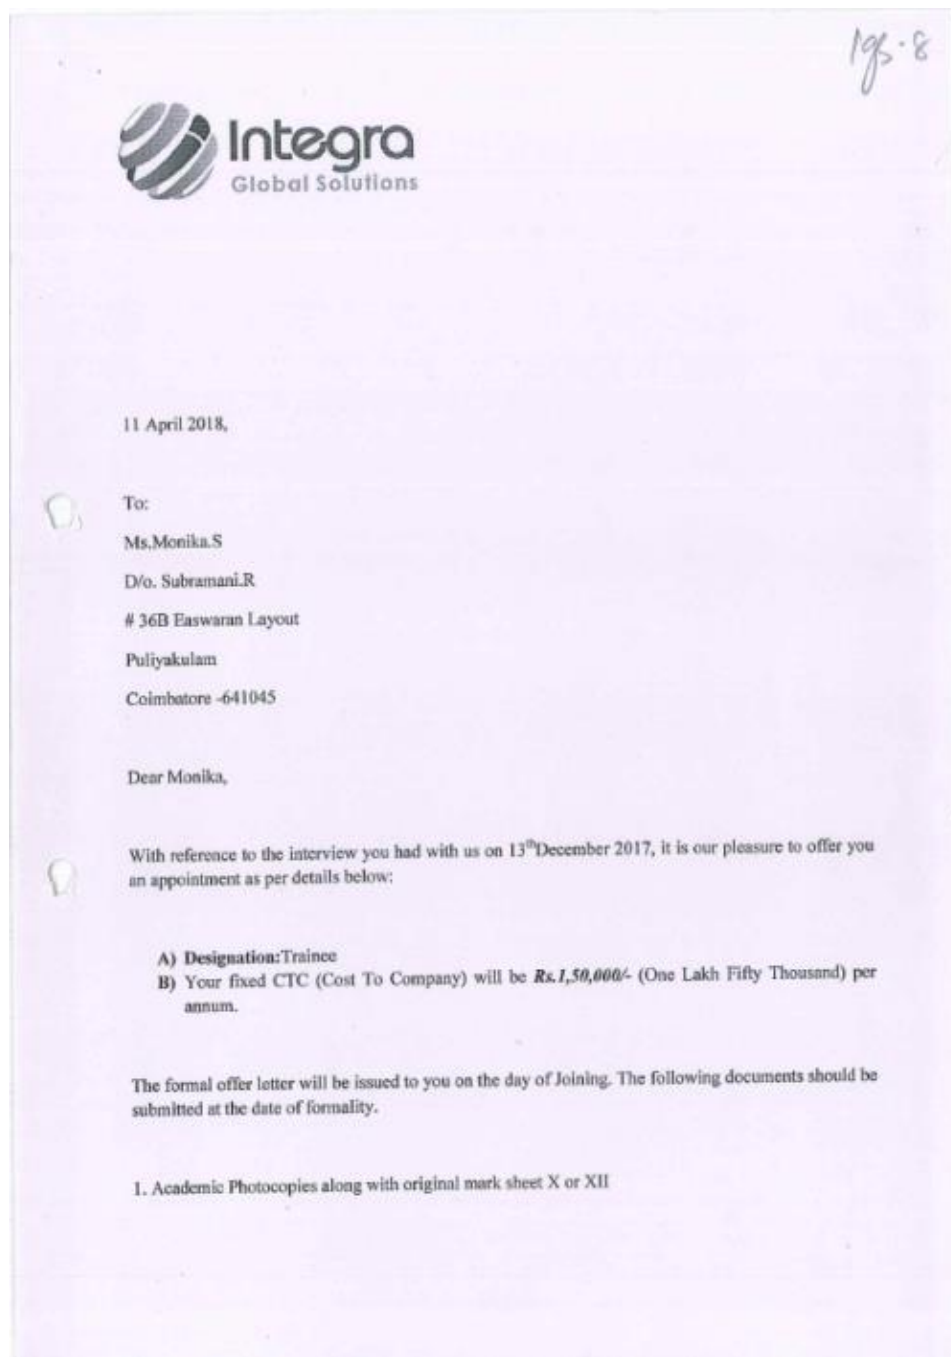 Integra
Global Solutions
11 April 2018,
To:
Ms.Monika.S
D/o. Subramani.R
# 36B Easwaran Layout
Puliyakulam
Coimbatore -641045
Dear Monika,
With reference to the interview you had with us on 13thDecember 2017, it is our pleasure to offer you
an appointment as per details below:
A) Designation:Trainee
B) Your fixed CTC (Cost To Company) will be Rs.1,50,000/- (One Lakh Fifty Thousand) per
annum.
The formal offer letter will be issued to you on the day of Joining. The following documents should be
submitted at the date of formality.
1. Academic Photocopies along with original mark sheet X or XII